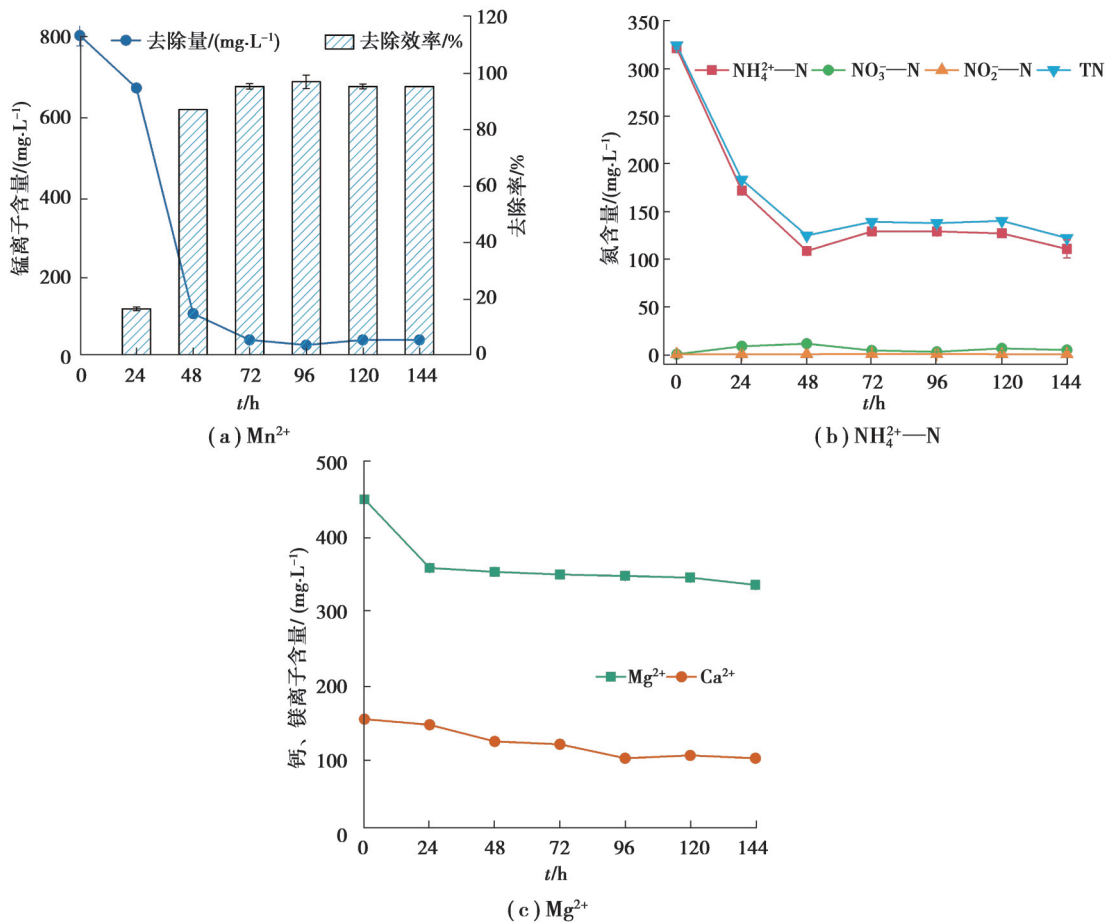 去除量/(mg·L⁻¹) 去除效率/%
锰离子含量/(mg·L⁻¹)
800
600
400
200
0
去除率/%
120
100
80
60
40
20
0
0 24 48 72 96 120 144
t/h
(a) Mn²⁺
NH₄²⁺—N NO₃⁻—N NO₂⁻—N TN
氮含量/(mg·L⁻¹)
350
300
250
200
150
100
50
0
0 24 48 72 96 120 144
t/h
(b) NH₄²⁺—N
钙、镁离子含量/(mg·L⁻¹)
500
400
300
200
100
0
Mg²⁺ Ca²⁺
0 24 48 72 96 120 144
t/h
(c) Mg²⁺